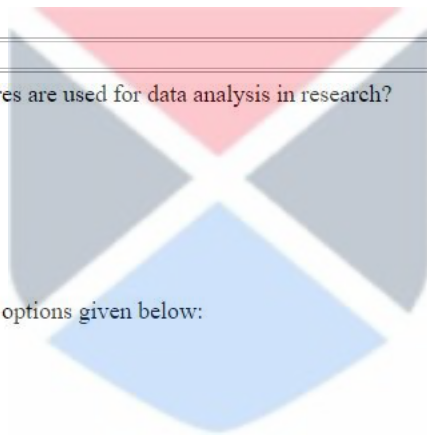 es are used for data analysis in research?
options given below: